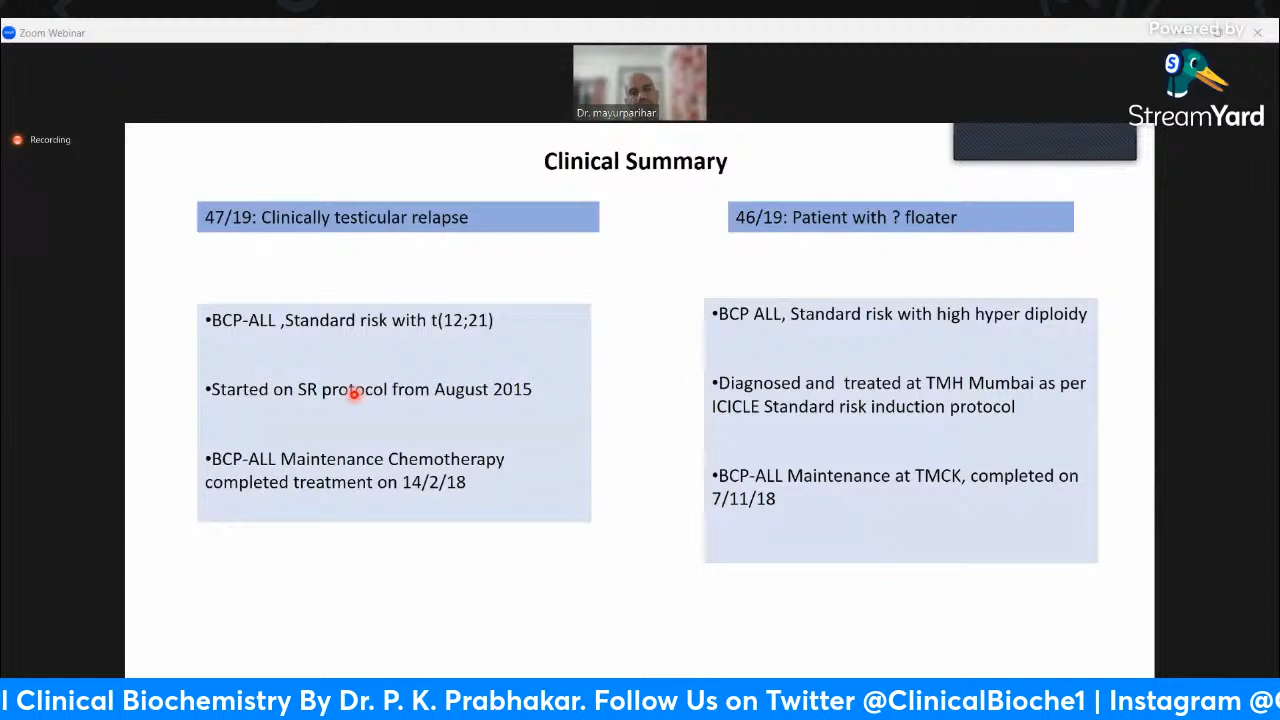 Zoom Webinar
Powered by
StreamYard
Dr. mayurparihar
Recording
Clinical Summary
47/19: Clinically testicular relapse
•BCP-ALL ,Standard risk with t(12;21)
•Started on SR protocol from August 2015
•BCP-ALL Maintenance Chemotherapy
completed treatment on 14/2/18
46/19: Patient with ? floater
•BCP ALL, Standard risk with high hyper diploidy
•Diagnosed and treated at TMH Mumbai as per
ICICLE Standard risk induction protocol
•BCP-ALL Maintenance at TMCK, completed on
7/11/18
l Clinical Biochemistry By Dr. P. K. Prabhakar. Follow Us on Twitter @ClinicalBioche1 | Instagram @